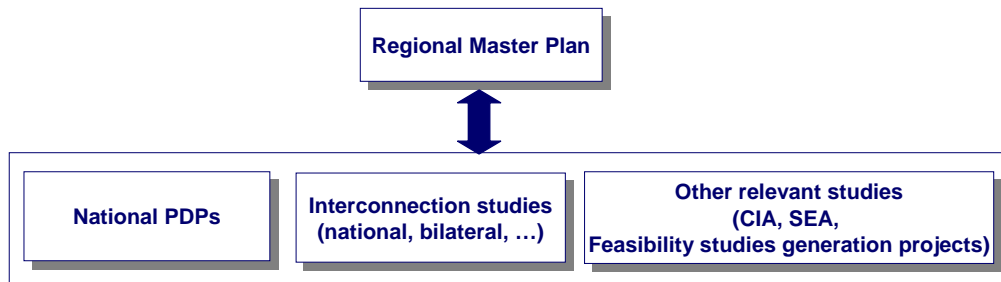 Regional Master Plan
National PDPs
Interconnection studies
(national, bilateral, …)
Other relevant studies
(CIA, SEA,
Feasibility studies generation projects)